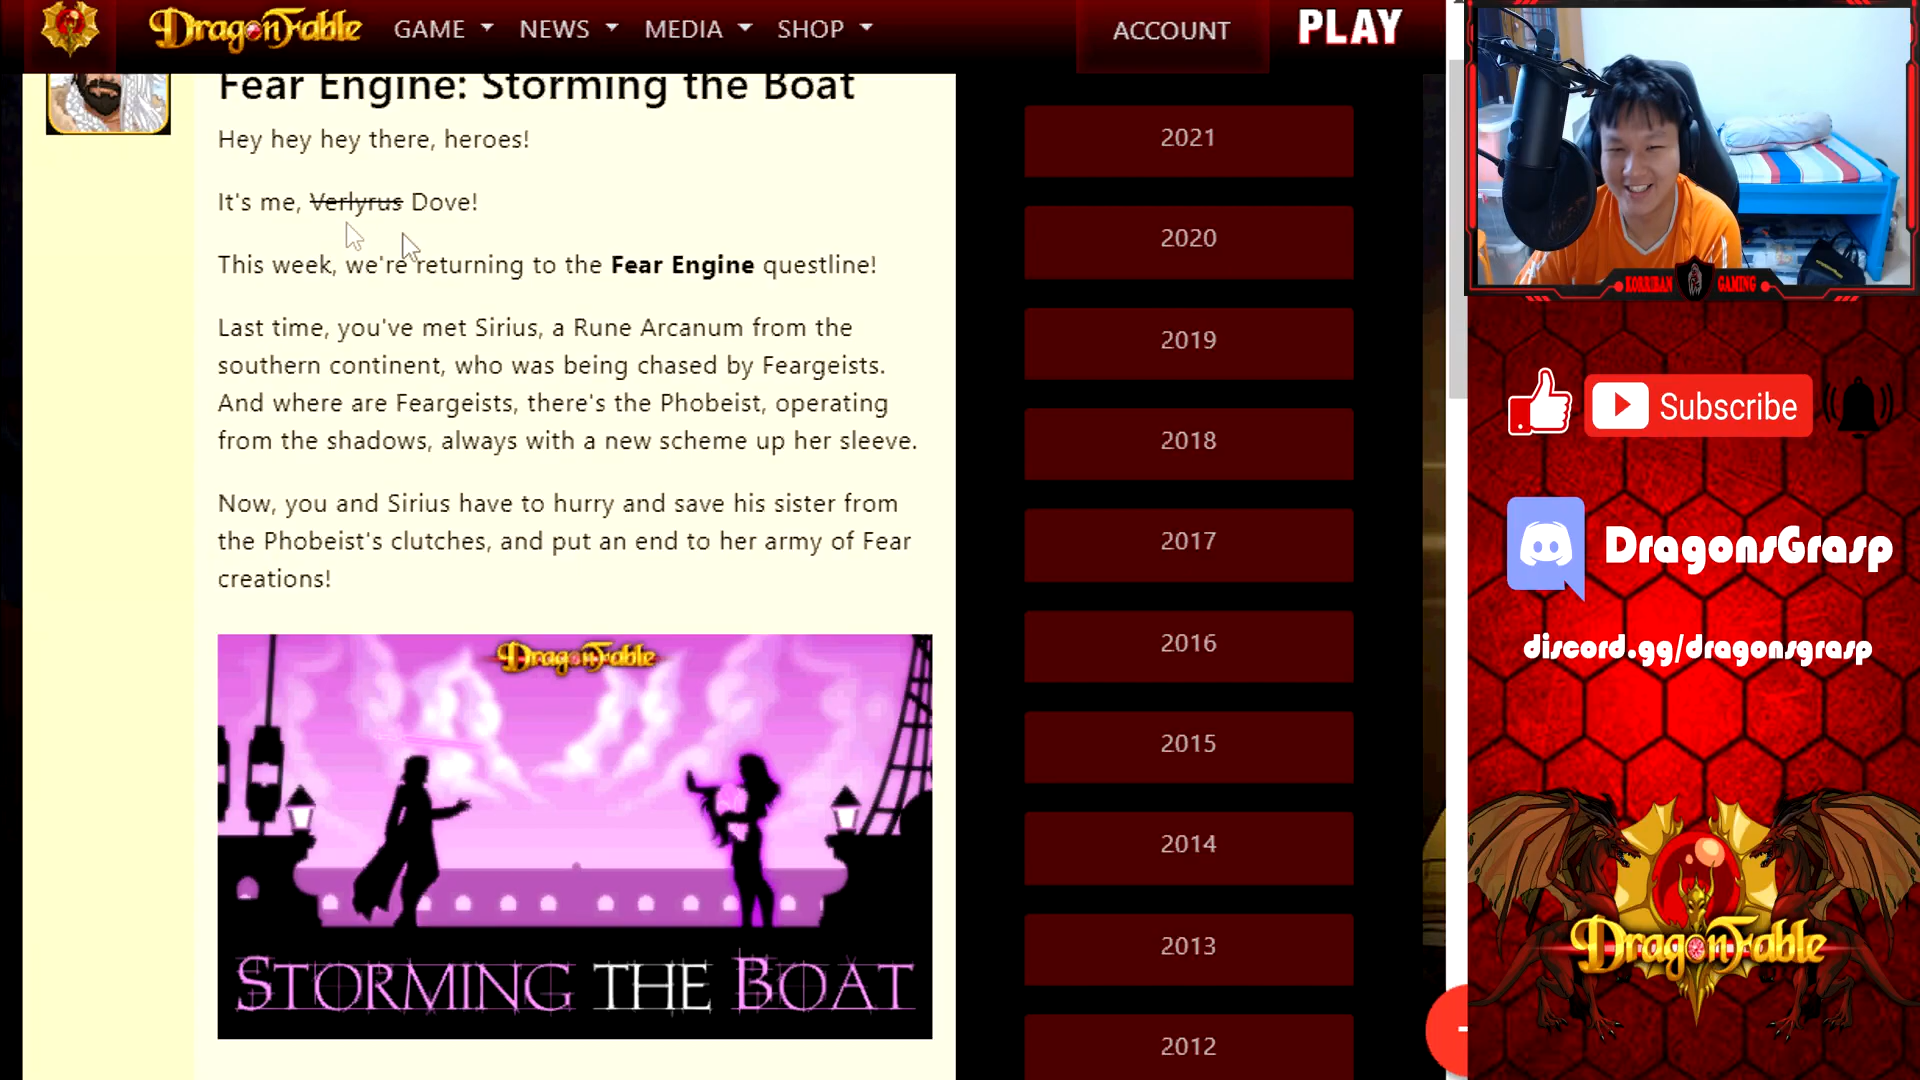 DragonFable
GAME
NEWS
MEDIA
SHOP
ACCOUNT
PLAY
Fear Engine: Storming the Boat
Hey hey hey there, heroes!
It's me, Verlyrus Dove!
This week, we're returning to the Fear Engine questline!
Last time, you've met Sirius, a Rune Arcanum from the
southern continent, who was being chased by Feargeists.
And where are Feargeists, there's the Phobeist, operating
from the shadows, always with a new scheme up her sleeve.
Now, you and Sirius have to hurry and save his sister from
the Phobeist's clutches, and put an end to her army of Fear
creations!
DragonFable
STORMING THE BOAT
2021
2020
2019
2018
2017
2016
2015
2014
2013
2012
KORRIBAN GAMING
Subscribe
DragonsGrasp
discord.gg/dragonsgrasp
DragonFable